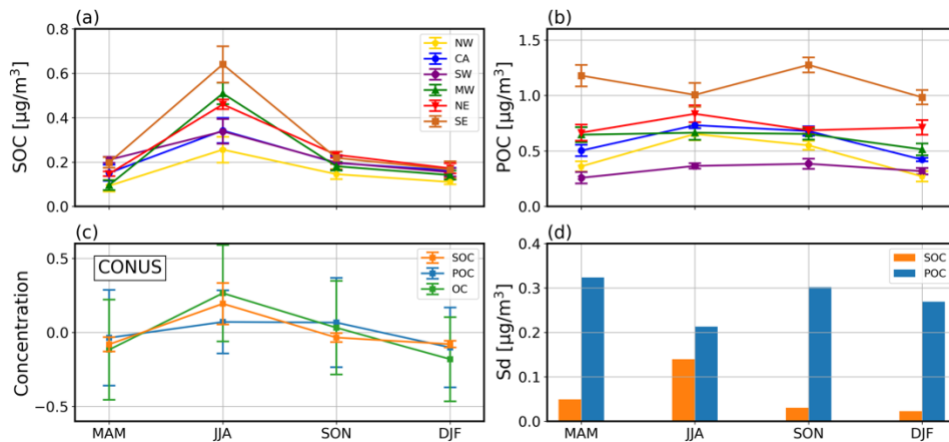 (a)
0.8
0.6
0.4
0.2
0.0
SOC [µg/m³]
NW
CA
SW
MW
NE
SE
(b)
1.5
1.0
0.5
0.0
POC [µg/m³]
(c)
0.5
0.0
−0.5
Concentration
CONUS
SOC
POC
OC
MAM
JJA
SON
DJF
(d)
0.4
0.3
0.2
0.1
0.0
Sd [µg/m³]
SOC
POC
MAM
JJA
SON
DJF